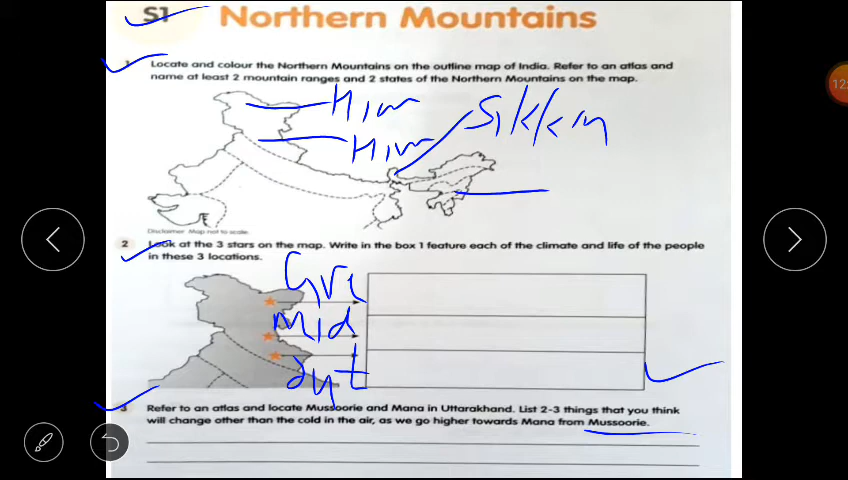 S1 Northern Mountains
Locate and colour the Northern Mountains on the outline map of India. Refer to an atlas and
name at least 2 mountain ranges and 2 states of the Northern Mountains on the map.
Him
Him
Sikkim
Disclaimer: Map not to scale.
2 Look at the 3 stars on the map. Write in the box 1 feature each of the climate and life of the people
in these 3 locations.
Mid
3 Refer to an atlas and locate Mussoorie and Mana in Uttarakhand. List 2-3 things that you think
will change other than the cold in the air, as we go higher towards Mana from Mussoorie.